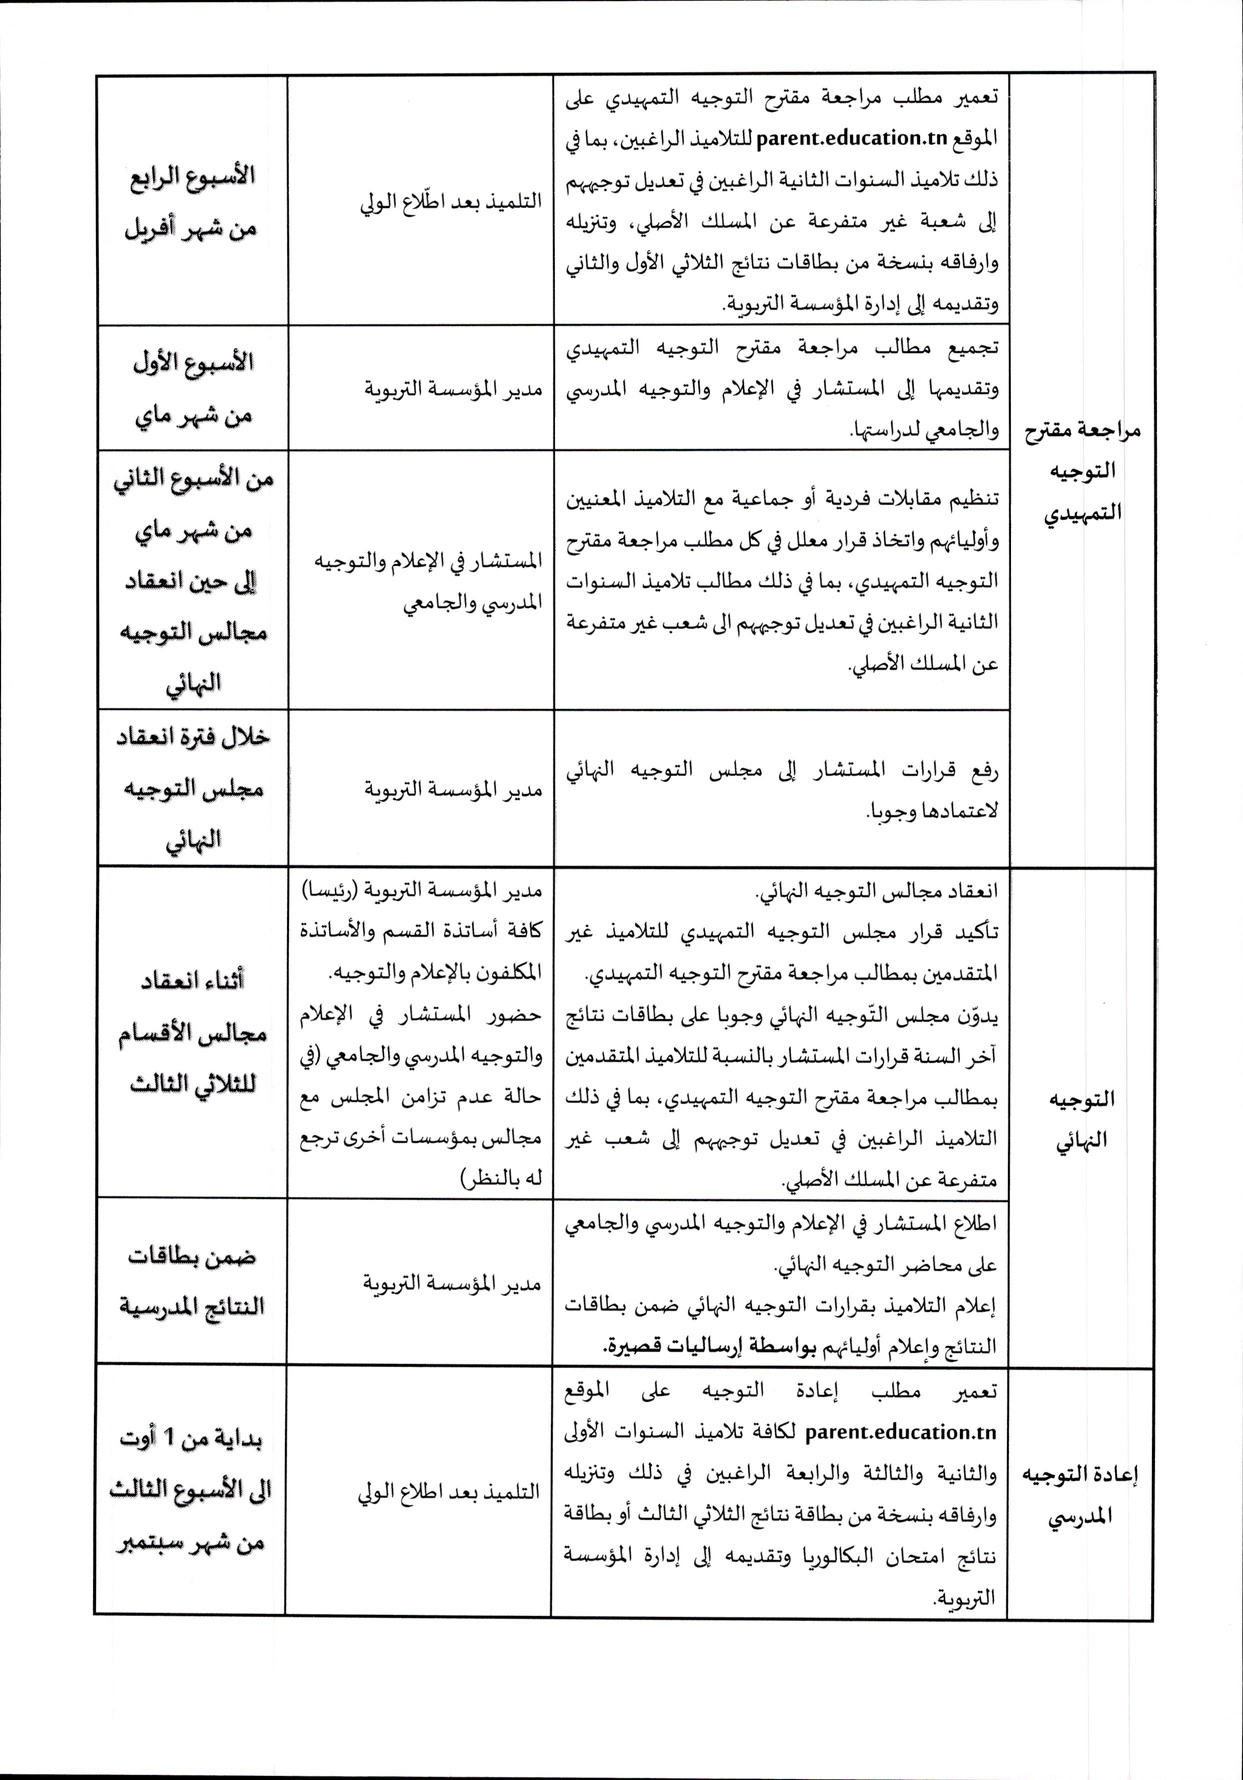 مراجعة مقترح
التوجيه
التمهيدي
تعمير مطلب مراجعة مقترح التوجيه التمهيدي على
الموقع parent.education.tn للتلاميذ الراغبين، بما في
ذلك تلاميذ السنوات الثانية الراغبين في تعديل توجيههم
إلى شعبة غير متفرعة عن المسلك الأصلي، وتنزيله
وارفاقه بنسخة من بطاقات نتائج الثلاثي الأول والثاني
وتقديمه إلى إدارة المؤسسة التربوية.
التلميذ بعد اطّلاع الولي
الأسبوع الرابع
من شهر أفريل
تجميع مطالب مراجعة مقترح التوجيه التمهيدي
وتقديمها إلى المستشار في الإعلام والتوجيه المدرسي
والجامعي لدراستها.
مدير المؤسسة التربوية
الأسبوع الأول
من شهر ماي
تنظيم مقابلات فردية أو جماعية مع التلاميذ المعنيين
وأوليائهم واتخاذ قرار معلل في كل مطلب مراجعة مقترح
التوجيه التمهيدي، بما في ذلك مطالب تلاميذ السنوات
الثانية الراغبين في تعديل توجيههم الى شعب غير متفرعة
عن المسلك الأصلي.
المستشار في الإعلام والتوجيه
المدرسي والجامعي
من الأسبوع الثاني
من شهر ماي
إلى حين انعقاد
مجالس التوجيه
النهائي
رفع قرارات المستشار إلى مجلس التوجيه النهائي
لاعتمادها وجوبا.
مدير المؤسسة التربوية
خلال فترة انعقاد
مجلس التوجيه
النهائي
التوجيه
النهائي
انعقاد مجالس التوجيه النهائي.
تأكيد قرار مجلس التوجيه التمهيدي للتلاميذ غير
المتقدمين بمطالب مراجعة مقترح التوجيه التمهيدي.
يدوّن مجلس التّوجيه النهائي وجوبا على بطاقات نتائج
آخر السنة قرارات المستشار بالنسبة للتلاميذ المتقدمين
بمطالب مراجعة مقترح التوجيه التمهيدي، بما في ذلك
التلاميذ الراغبين في تعديل توجيههم إلى شعب غير
متفرعة عن المسلك الأصلي.
مدير المؤسسة التربوية (رئيسا)
كافة أساتذة القسم والأساتذة
المكلفون بالإعلام والتوجيه.
حضور المستشار في الإعلام
والتوجيه المدرسي والجامعي (في
حالة عدم تزامن المجلس مع
مجالس بمؤسسات أخرى ترجع
له بالنظر)
أثناء انعقاد
مجالس الأقسام
للثلاثي الثالث
اطلاع المستشار في الإعلام والتوجيه المدرسي والجامعي
على محاضر التوجيه النهائي.
إعلام التلاميذ بقرارات التوجيه النهائي ضمن بطاقات
النتائج وإعلام أوليائهم بواسطة إرساليات قصيرة.
مدير المؤسسة التربوية
ضمن بطاقات
النتائج المدرسية
إعادة التوجيه
المدرسي
تعمير مطلب إعادة التوجيه على الموقع
parent.education.tn لكافة تلاميذ السنوات الأولى
والثانية والثالثة والرابعة الراغبين في ذلك وتنزيله
وارفاقه بنسخة من بطاقة نتائج الثلاثي الثالث أو بطاقة
نتائج امتحان البكالوريا وتقديمه إلى إدارة المؤسسة
التربوية.
التلميذ بعد اطلاع الولي
بداية من 1 أوت
الى الأسبوع الثالث
من شهر سبتمبر